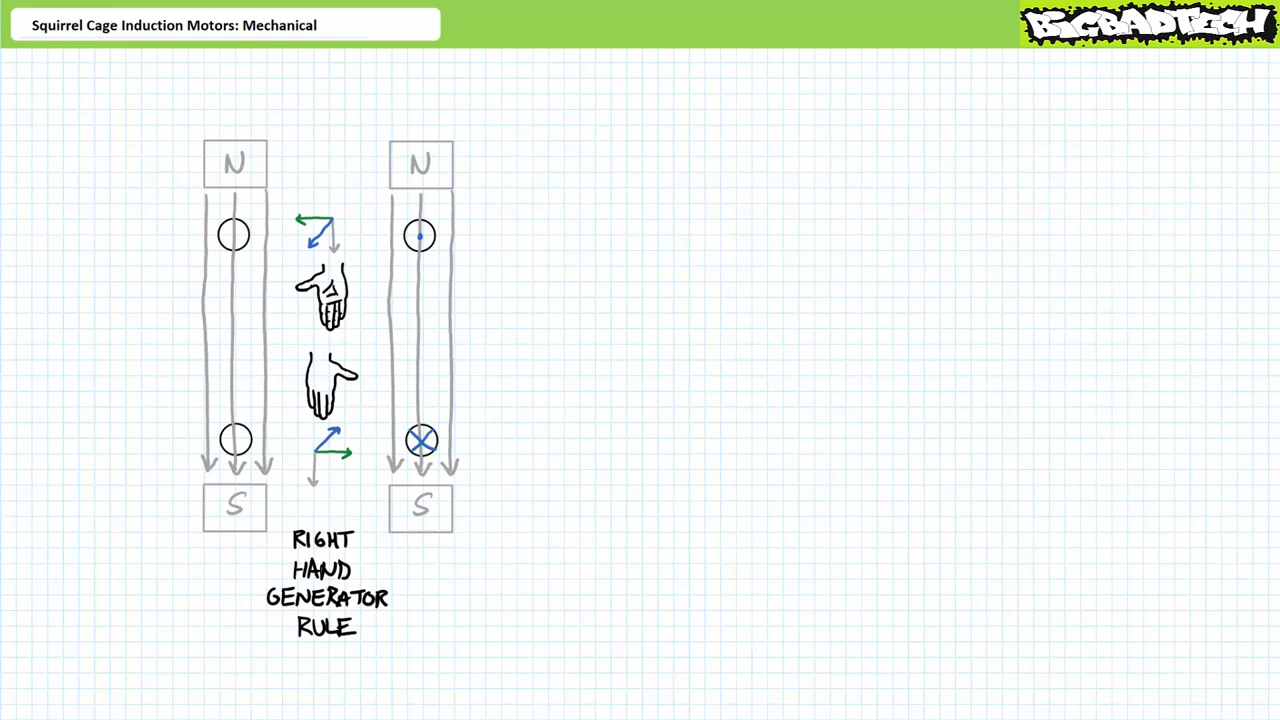 Squirrel Cage Induction Motors: Mechanical
BIGBADTECH
N
N
S
S
RIGHT
HAND
GENERATOR
RULE